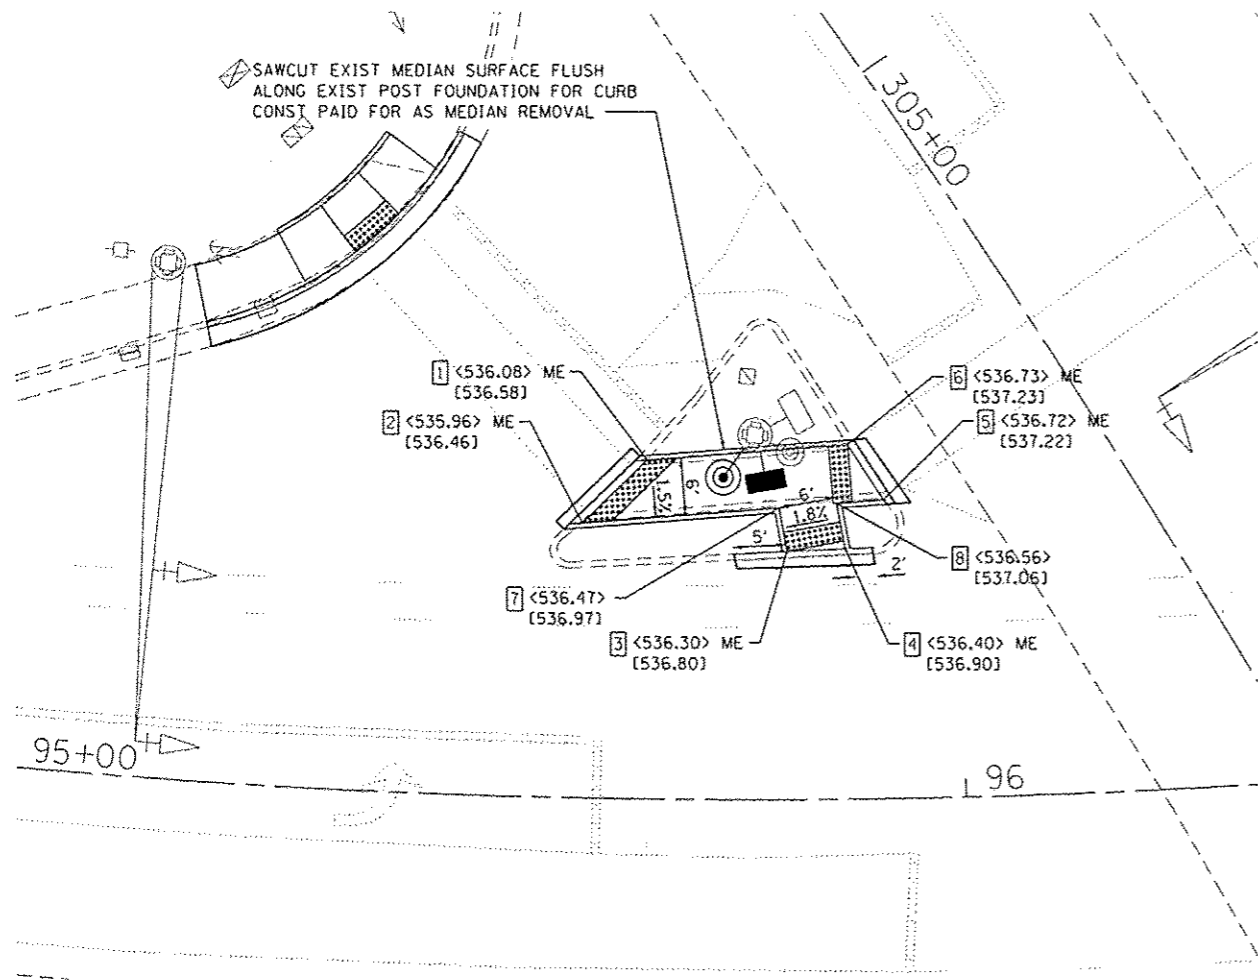 SAWCUT EXIST MEDIAN SURFACE FLUSH
ALONG EXIST POST FOUNDATION FOR CURB
CONST PAID FOR AS MEDIAN REMOVAL
305+00
1 <536.08> ME
[536.58]
2 <535.96> ME
[536.46]
6 <536.73> ME
[537.23]
5 <536.72> ME
[537.22]
1.5%
6'
6'
1.8%
5'
2'
8 <536.56>
[537.06]
7 <536.47>
[536.97]
3 <536.30> ME
[536.80]
4 <536.40> ME
[536.90]
95+00
96